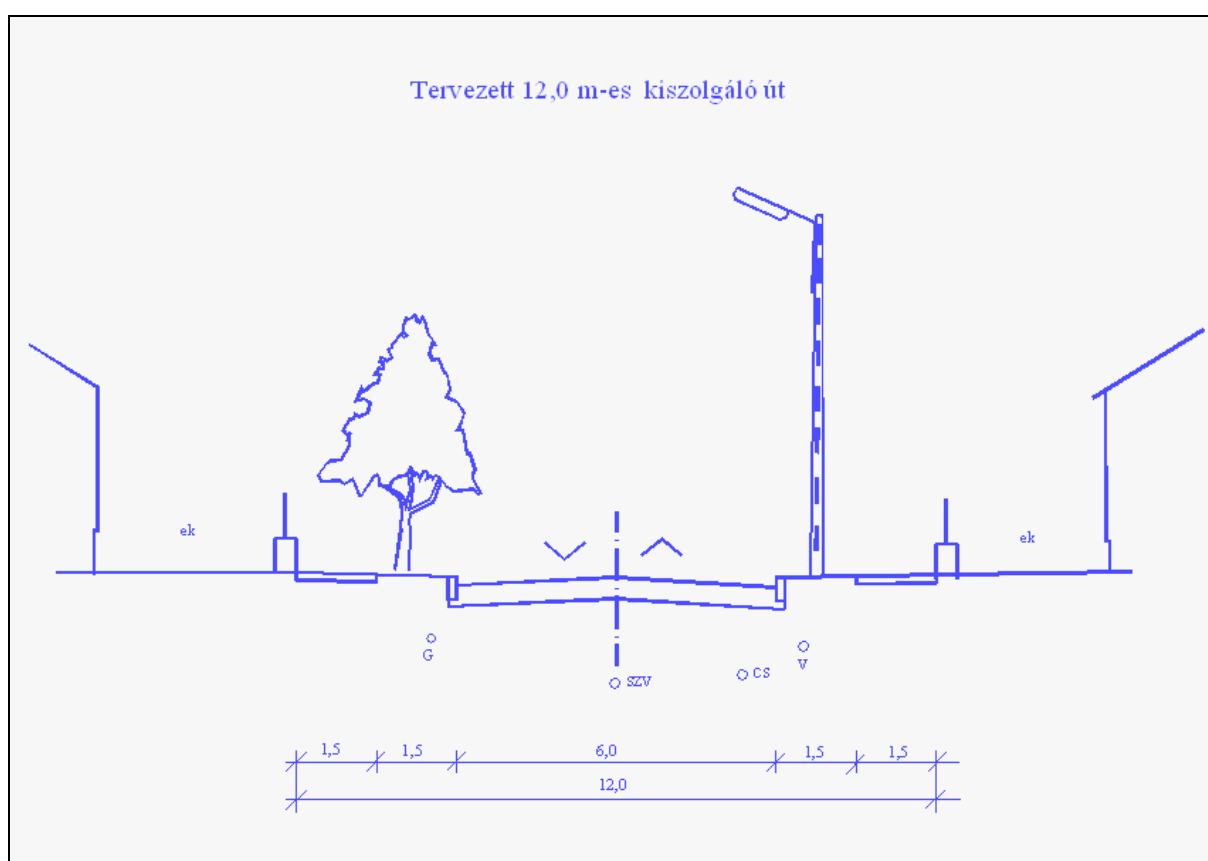 Tervezett 12,0 m-es kiszolgáló út
ek
ek
G
V
SZV
CS
1,5
1,5
6,0
1,5
1,5
12,0